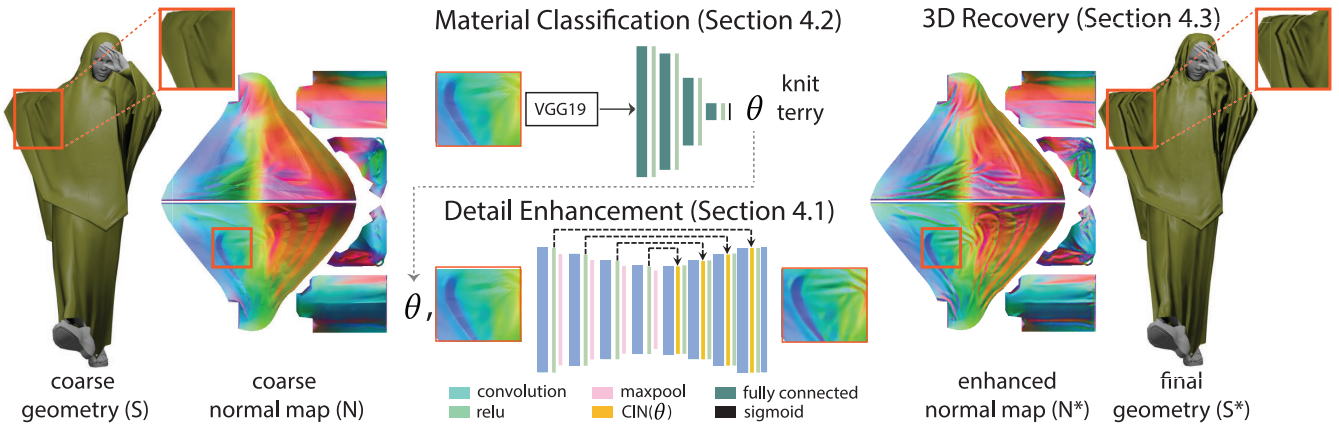 Material Classification (Section 4.2)
3D Recovery (Section 4.3)
VGG19
θ
knit
terry
Detail Enhancement (Section 4.1)
θ,
convolution
maxpool
fully connected
relu
CIN(θ)
sigmoid
coarse
geometry (S)
coarse
normal map (N)
enhanced
normal map (N*)
final
geometry (S*)